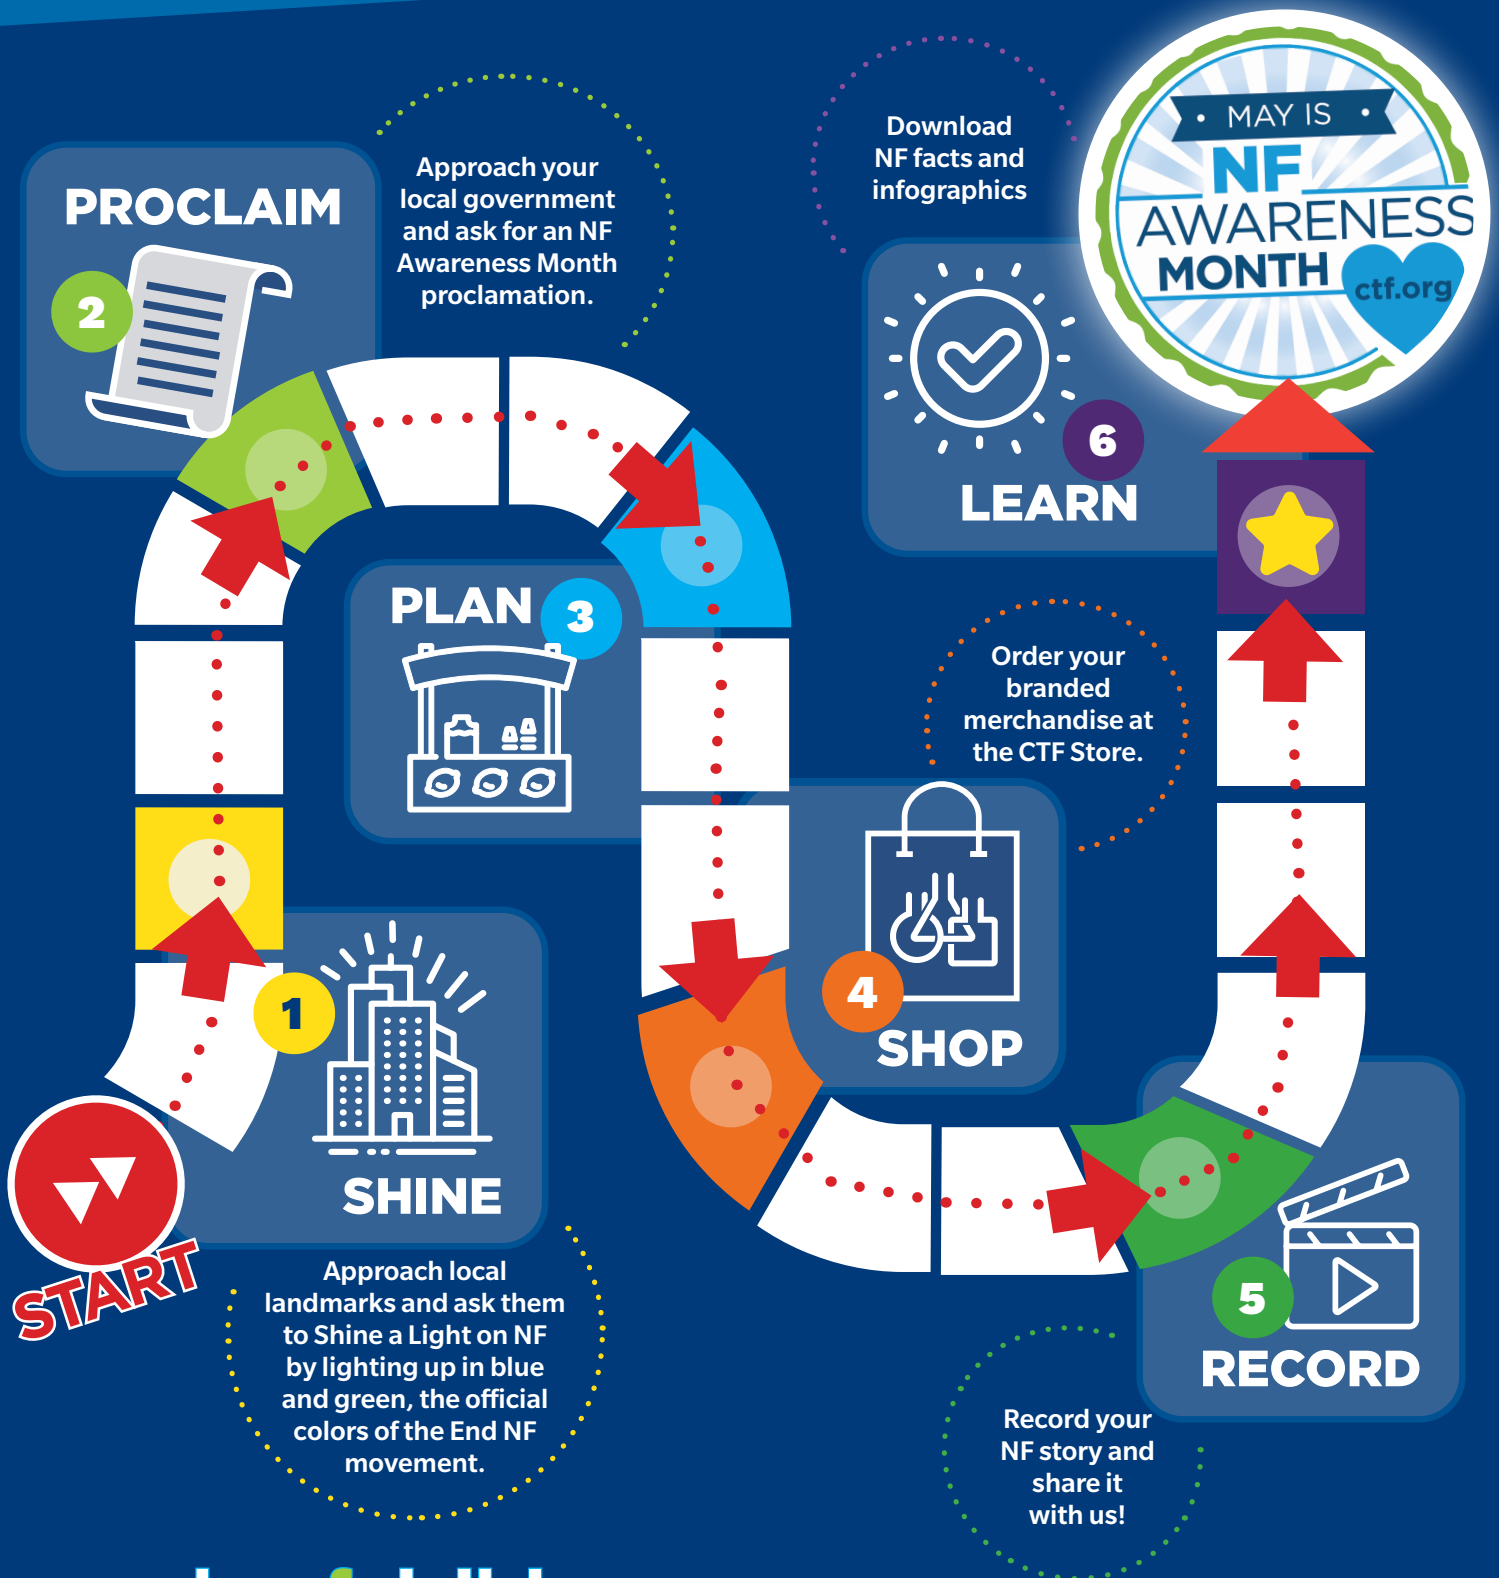 MAY IS
NF
AWARENESS
MONTH
ctf.org
START
1
SHINE
Approach local
landmarks and ask them
to Shine a Light on NF
by lighting up in blue
and green, the official
colors of the End NF
movement.
PROCLAIM
2
Approach your
local government
and ask for an NF
Awareness Month
proclamation.
PLAN
3
4
SHOP
Order your
branded
merchandise at
the CTF Store.
5
RECORD
Record your
NF story and
share it
with us!
6
LEARN
Download
NF facts and
infographics